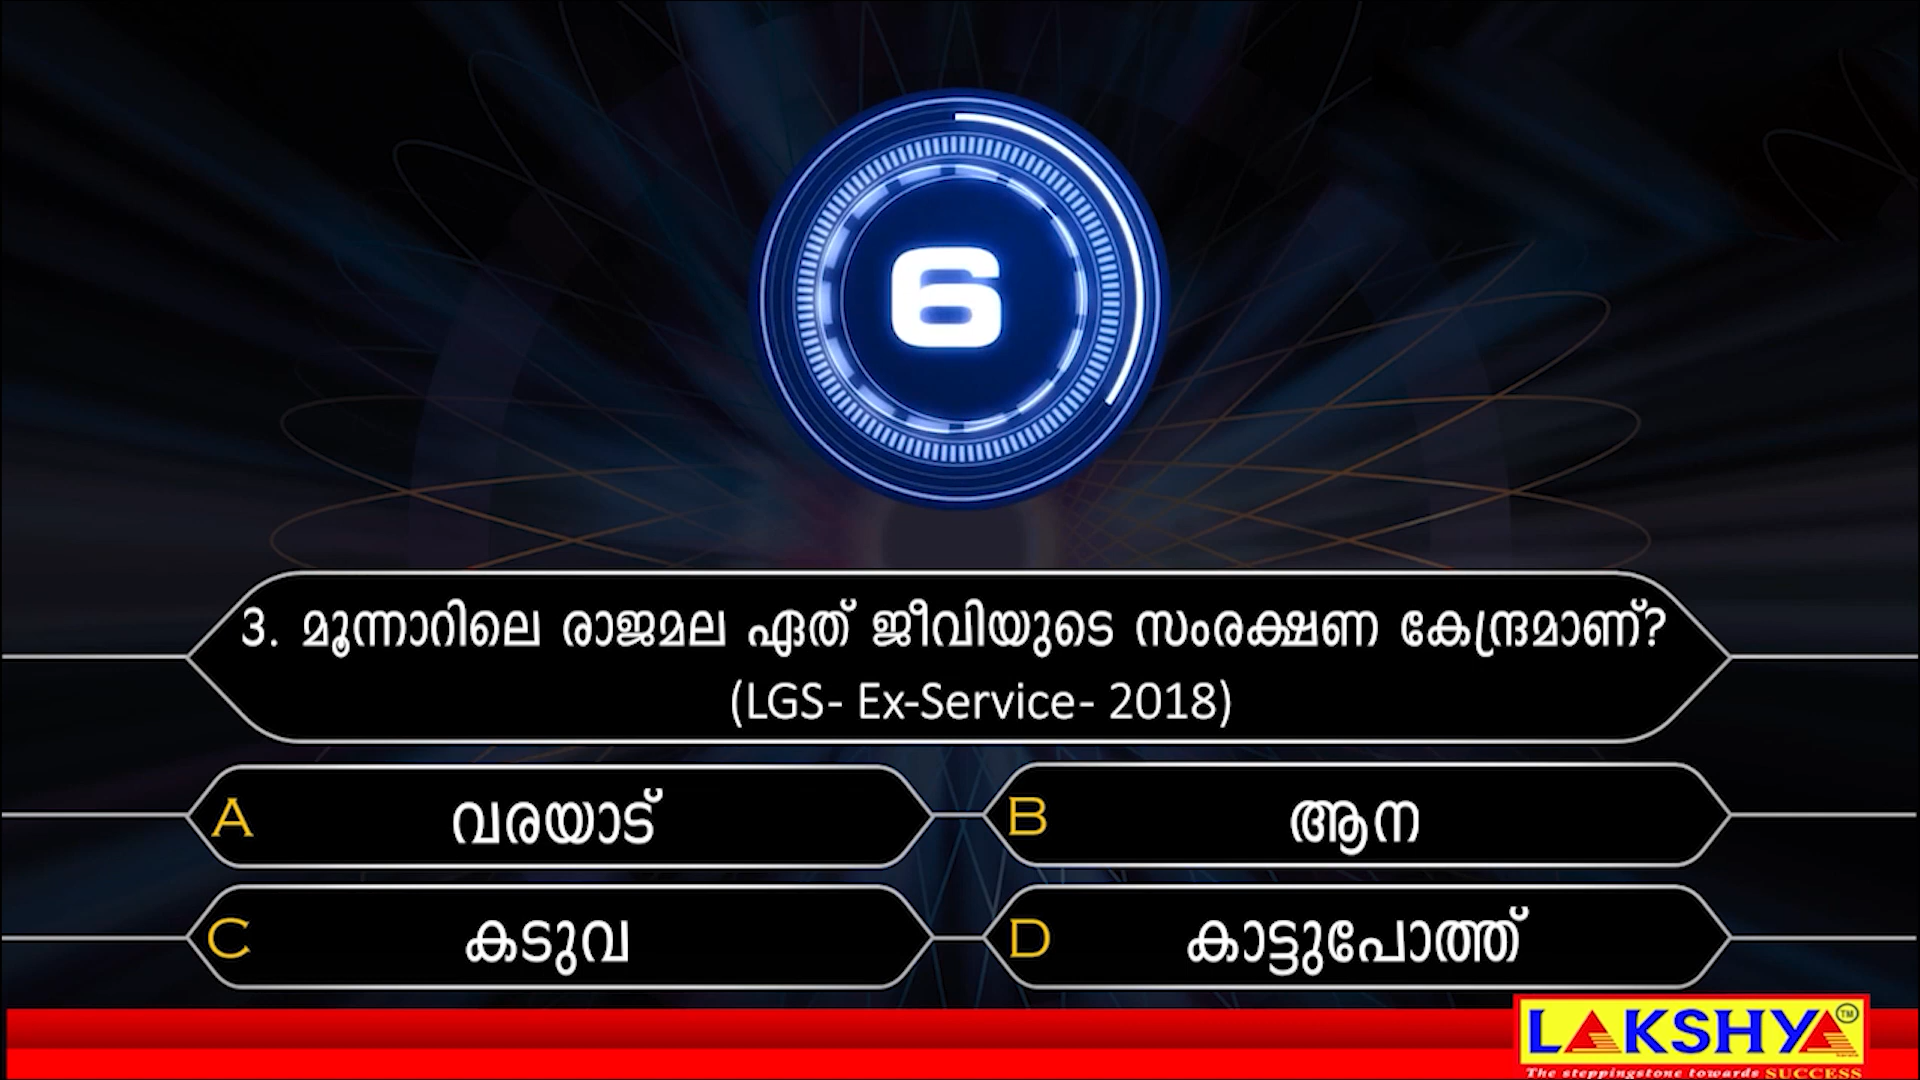 6
3. മൂന്നാറിലെ രാജമല ഏത് ജീവിയുടെ സംരക്ഷണ കേന്ദ്രമാണ്?
(LGS- Ex-Service- 2018)
A വരയാട്
B ആന
C കടുവ
D കാട്ടുപോത്ത്
LAKSHYA TM
The steppingstone towards SUCCESS